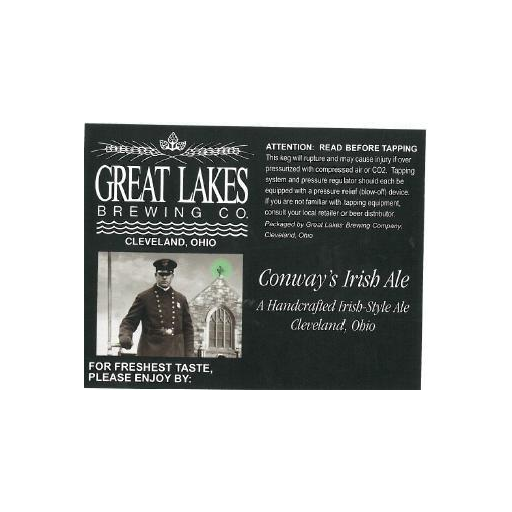 GREAT LAKES
BREWING CO.
CLEVELAND, OHIO
FOR FRESHEST TASTE,
PLEASE ENJOY BY:
ATTENTION: READ BEFORE TAPPING
This keg will rupture and may cause injury if over
pressurized with compressed air or CO2. Tapping
system and pressure regulator should each be
equipped with a pressure relief (blow-off) device.
If you are not familiar with tapping equipment,
consult your local retailer or beer distributor.
Packaged by Great Lakes Brewing Company,
Cleveland, Ohio
Conway's Irish Ale
A Handcrafted Irish-Style Ale
Cleveland, Ohio